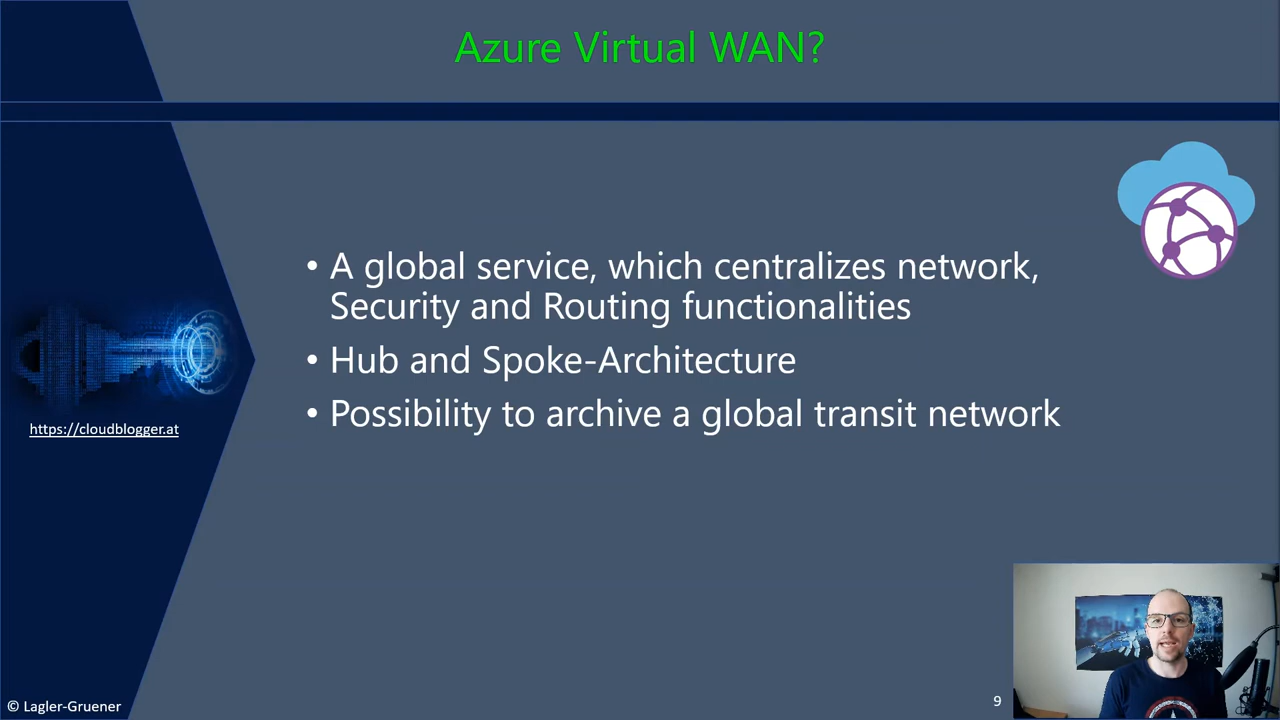 Azure Virtual WAN?
• A global service, which centralizes network,
Security and Routing functionalities
• Hub and Spoke-Architecture
• Possibility to archive a global transit network
https://cloudblogger.at
© Lagler-Gruener
9